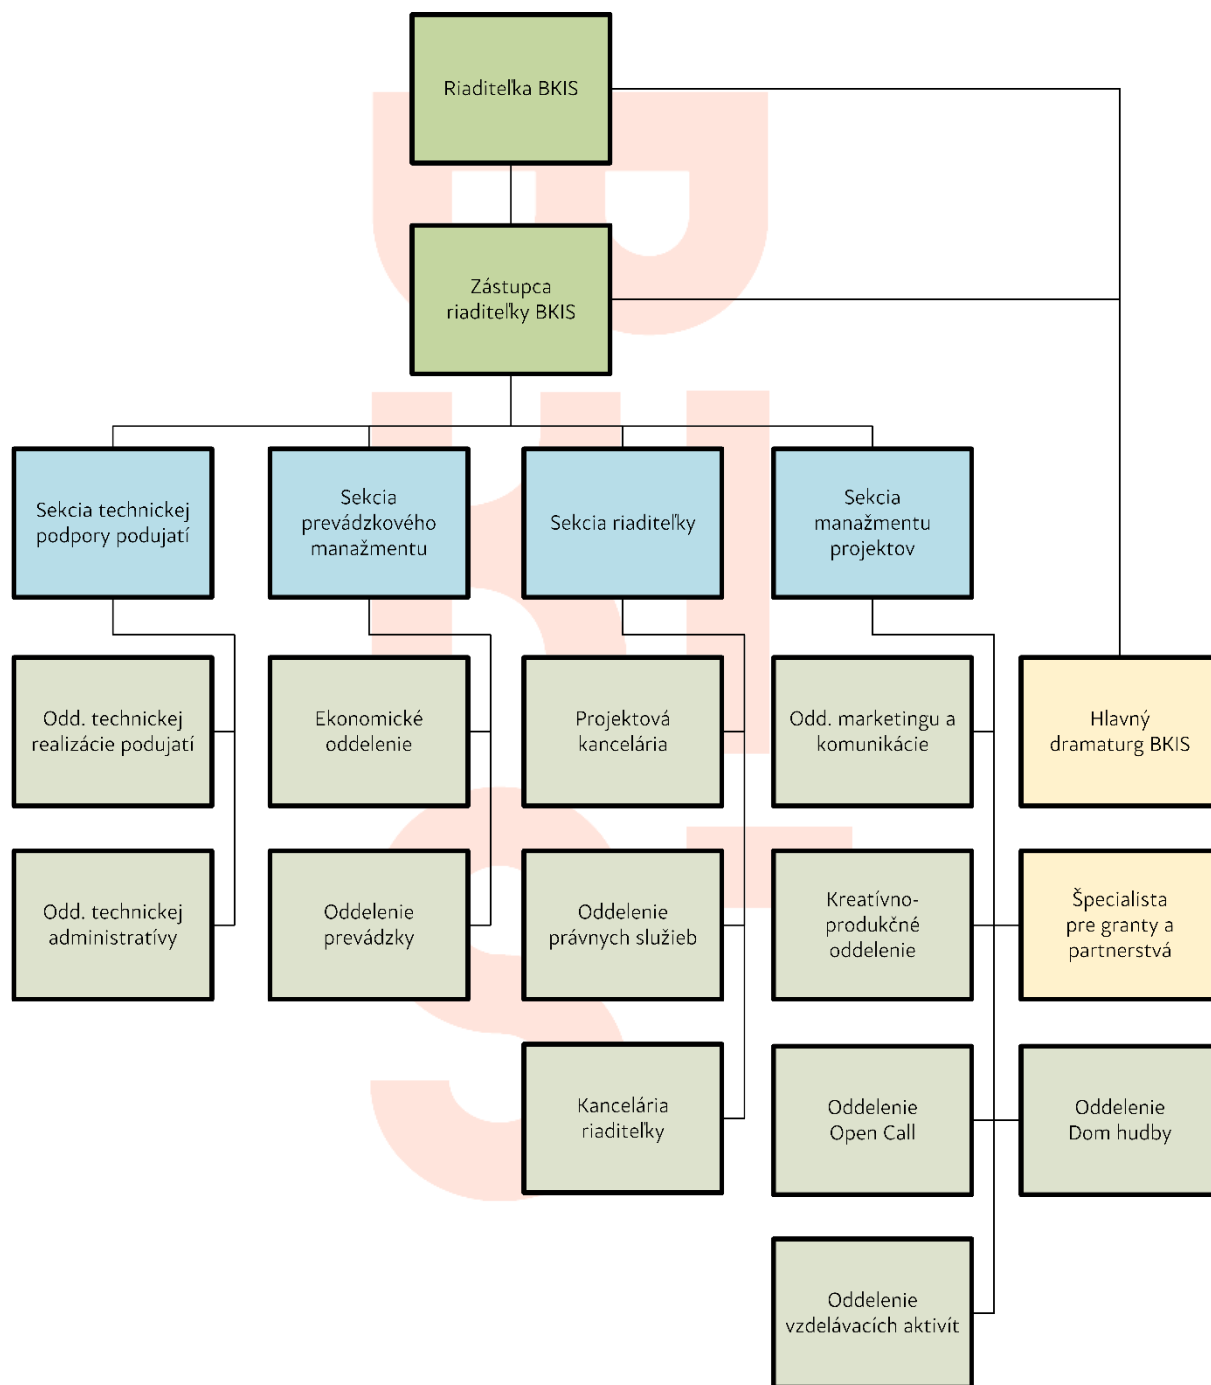 Riaditeľka BKIS
Zástupca
riaditeľky BKIS
Sekcia technickej
podpory podujatí
Sekcia
prevádzkového
manažmentu
Sekcia riaditeľky
Sekcia
manažmentu
projektov
Odd. technickej
realizácie podujatí
Ekonomické
oddelenie
Projektová
kancelária
Odd. marketingu a
komunikácie
Hlavný
dramaturg BKIS
Odd. technickej
administratívy
Oddelenie
prevádzky
Oddelenie
právnych služieb
Kreatívno-
produkčné
oddelenie
Špecialista
pre granty a
partnerstvá
Kancelária
riaditeľky
Oddelenie
Open Call
Oddelenie
Dom hudby
Oddelenie
vzdelávacích aktivít
BKIS